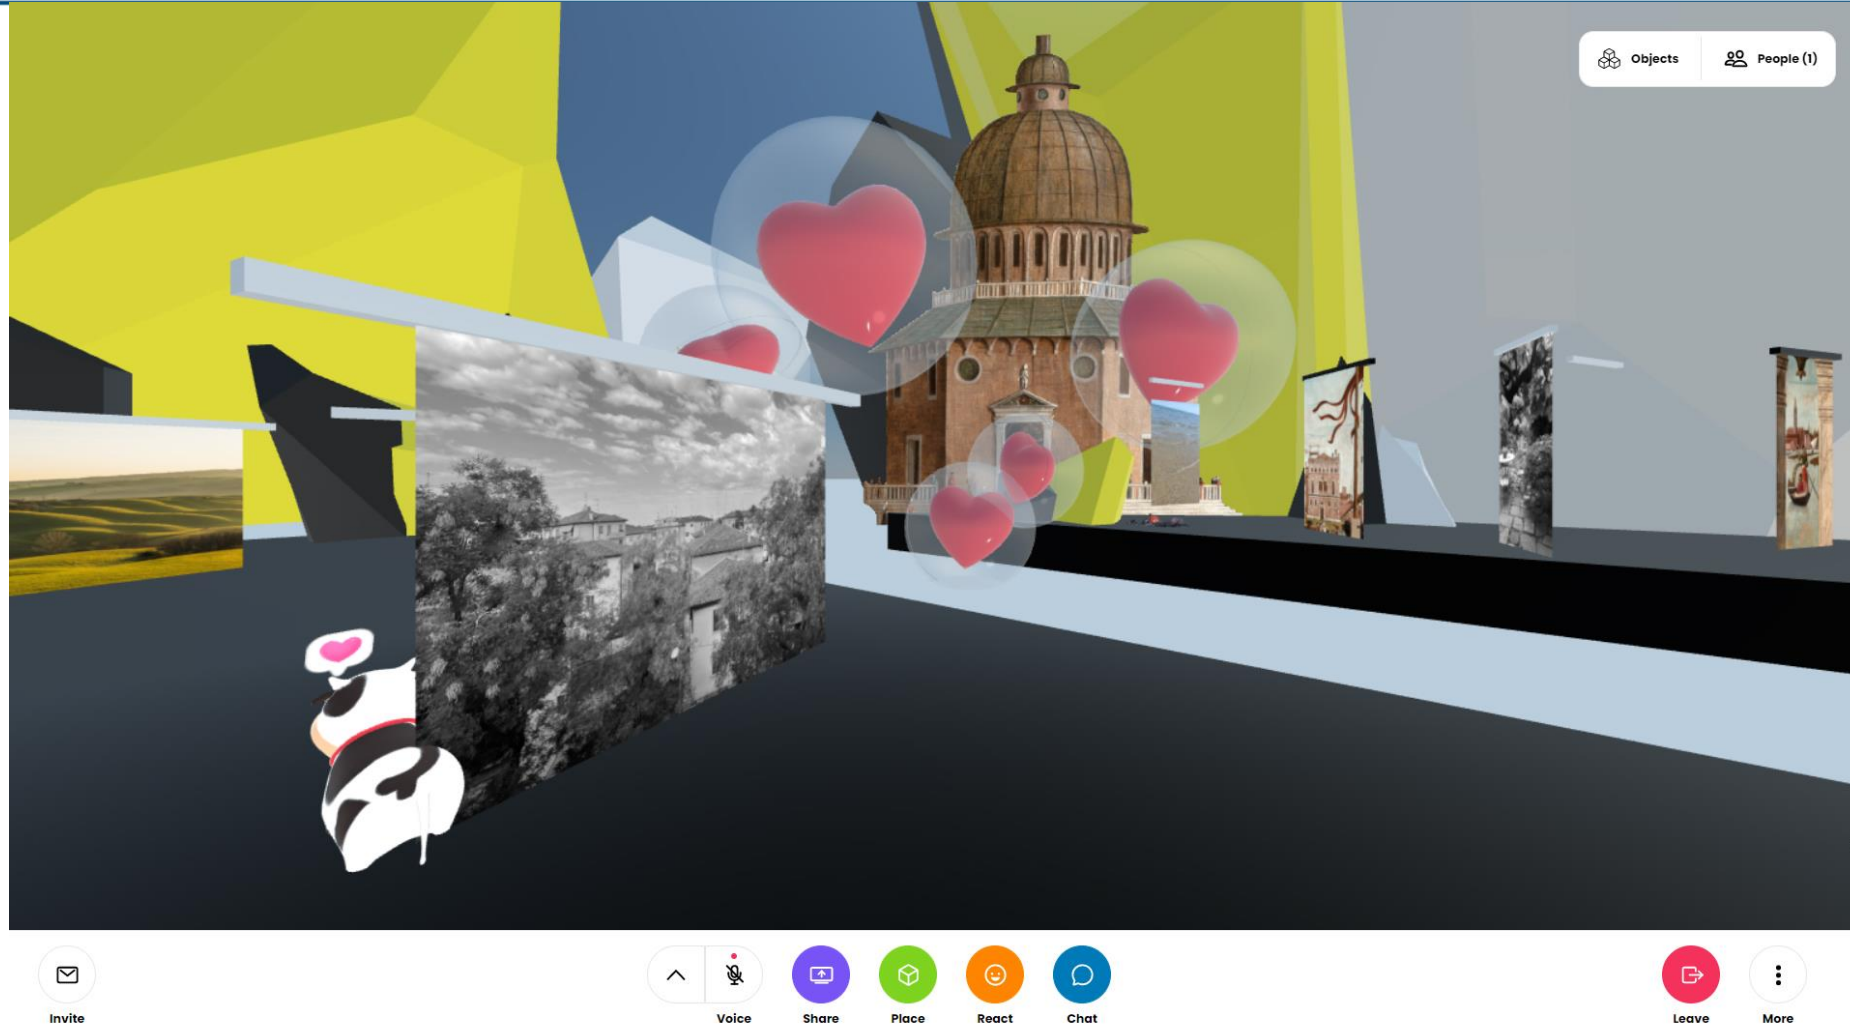 Objects
People (1)
Invite
Voice
Share
Place
React
Chat
Leave
More